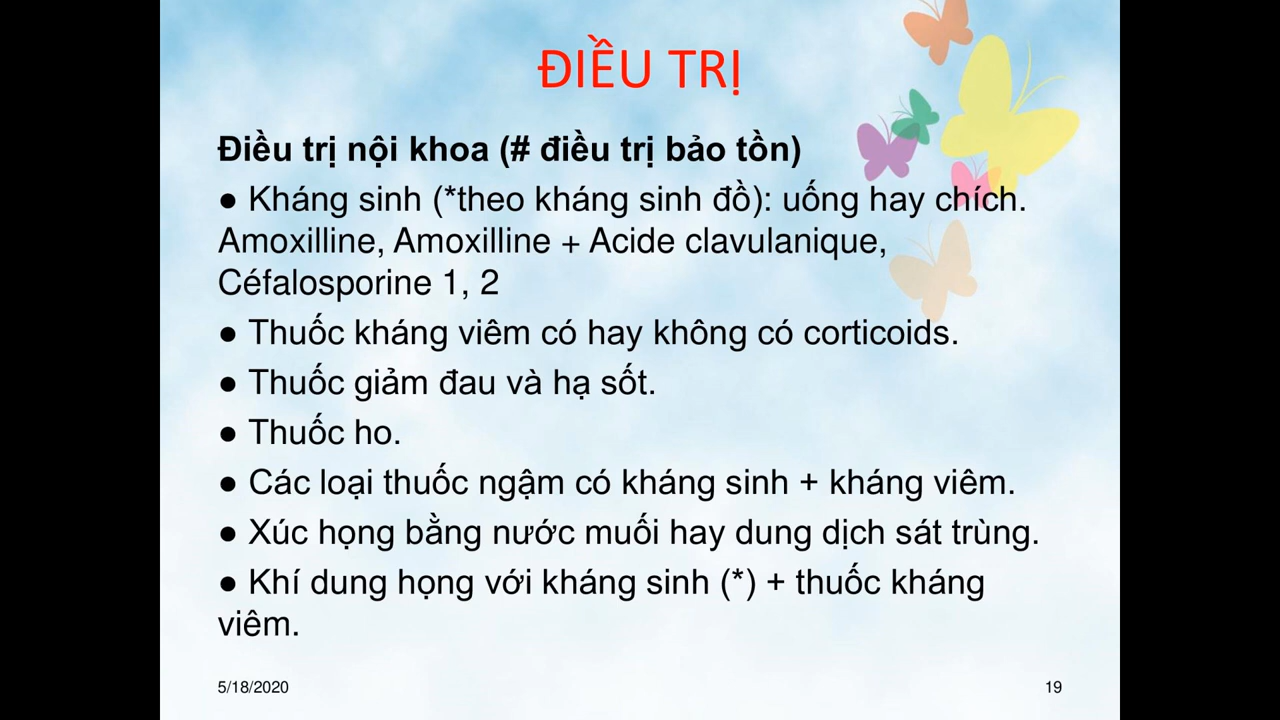 ĐIỀU TRỊ
Điều trị nội khoa (# điều trị bảo tồn)
● Kháng sinh (*theo kháng sinh đồ): uống hay chích.
Amoxilline, Amoxilline + Acide clavulanique,
Céfalosporine 1, 2
● Thuốc kháng viêm có hay không có corticoids.
● Thuốc giảm đau và hạ sốt.
● Thuốc ho.
● Các loại thuốc ngậm có kháng sinh + kháng viêm.
● Xúc họng bằng nước muối hay dung dịch sát trùng.
● Khí dung họng với kháng sinh (*) + thuốc kháng
viêm.
5/18/2020
19